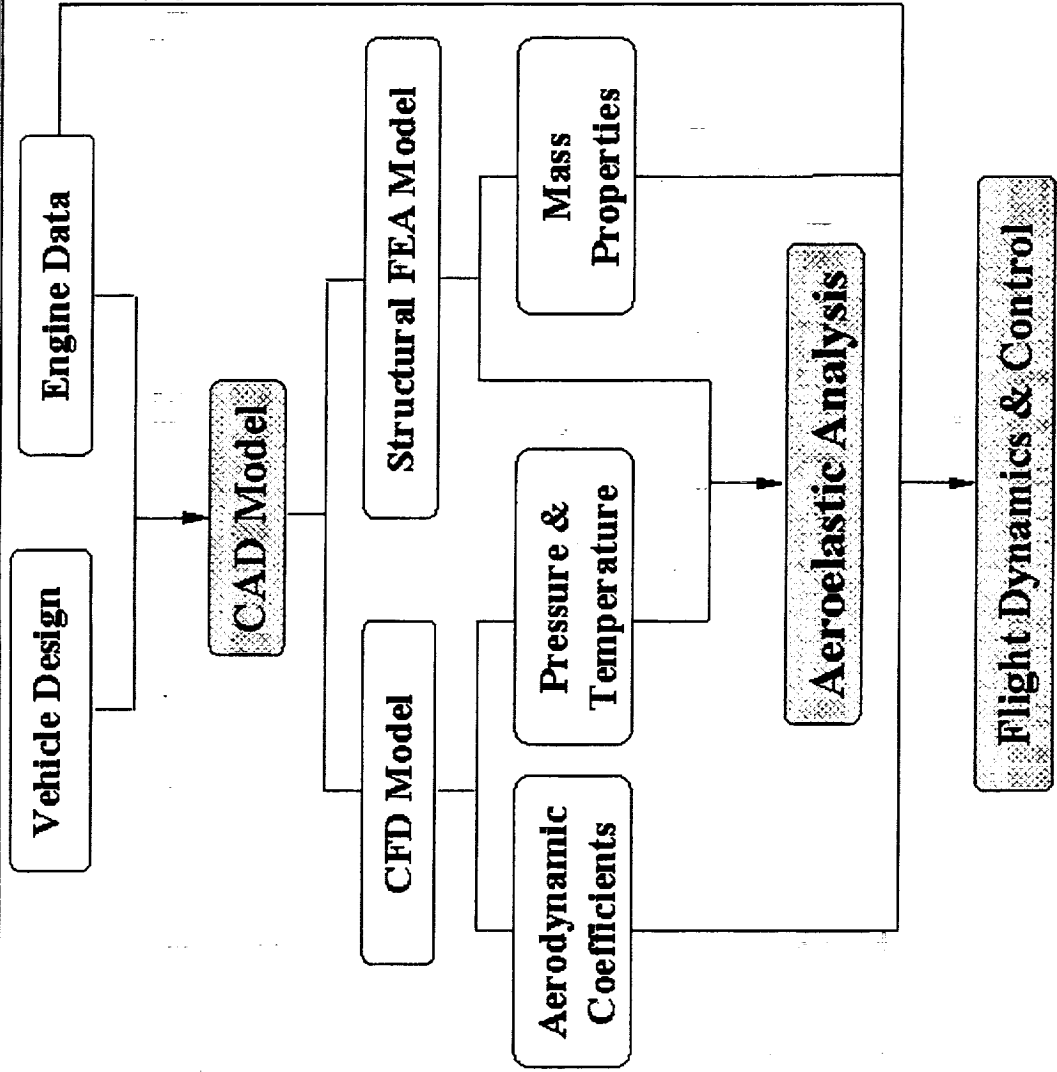 Vehicle Design
Engine Data
CAD Model
CFD Model
Structural FEA Model
Aerodynamic
Coefficients
Pressure &
Temperature
Mass
Properties
Aeroelastic Analysis
Flight Dynamics & Control